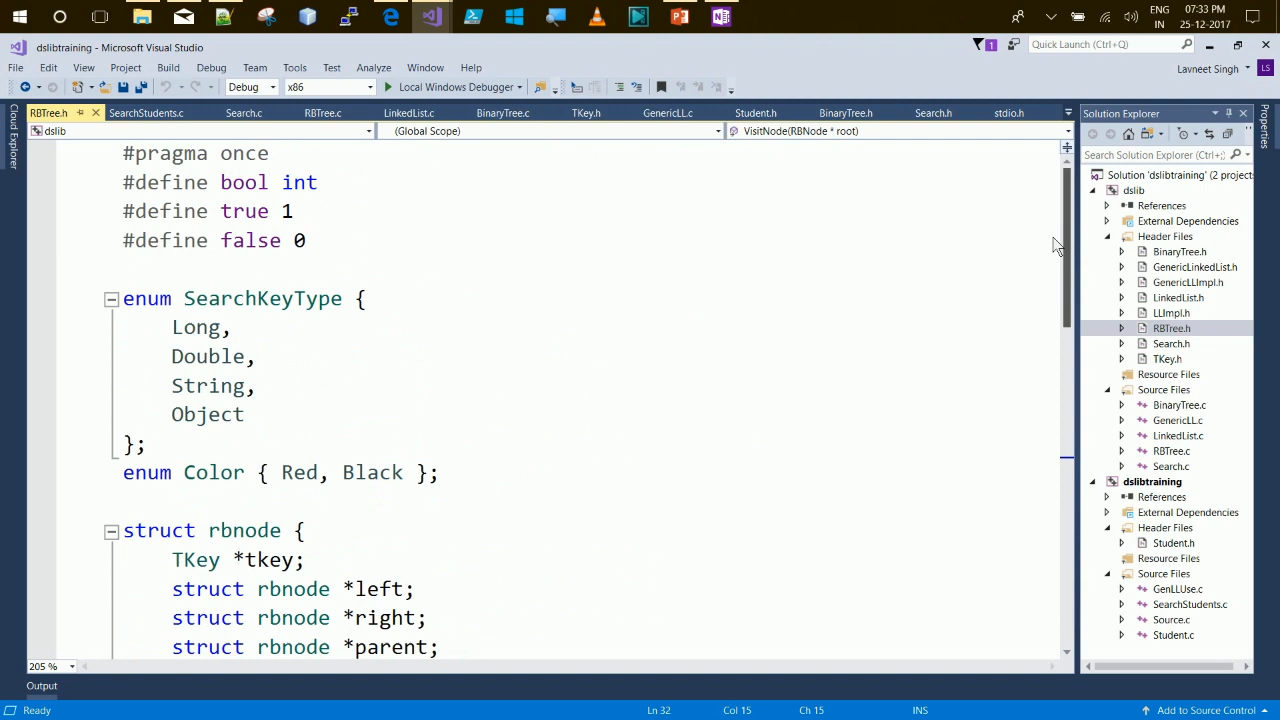 07:33 PM
ENG
IN
25-12-2017
dslibtraining - Microsoft Visual Studio
1
Quick Launch (Ctrl+Q)
File Edit View Project Build Debug Team Tools Test Analyze Window Help
Lavneet Singh LS
Debug x86 Local Windows Debugger
Cloud Explorer
RBTree.h SearchStudents.c Search.c RBTree.c LinkedList.c BinaryTree.c TKey.h GenericLL.c Student.h BinaryTree.h Search.h stdio.h
dslib (Global Scope) VisitNode(RBNode * root)
#pragma once
#define bool int
#define true 1
#define false 0
enum SearchKeyType {
Long,
Double,
String,
Object
};
enum Color { Red, Black };
struct rbnode {
TKey *tkey;
struct rbnode *left;
struct rbnode *right;
struct rbnode *parent;
205 %
Solution Explorer
Search Solution Explorer (Ctrl+;)
Solution 'dslibtraining' (2 projects
dslib
References
External Dependencies
Header Files
BinaryTree.h
GenericLinkedList.h
GenericLLImpl.h
LinkedList.h
LLImpl.h
RBTree.h
Search.h
TKey.h
Resource Files
Source Files
BinaryTree.c
GenericLL.c
LinkedList.c
RBTree.c
Search.c
dslibtraining
References
External Dependencies
Header Files
Student.h
Resource Files
Source Files
GenLLUse.c
SearchStudents.c
Source.c
Student.c
Properties
Output
Ready Ln 32 Col 15 Ch 15 INS Add to Source Control